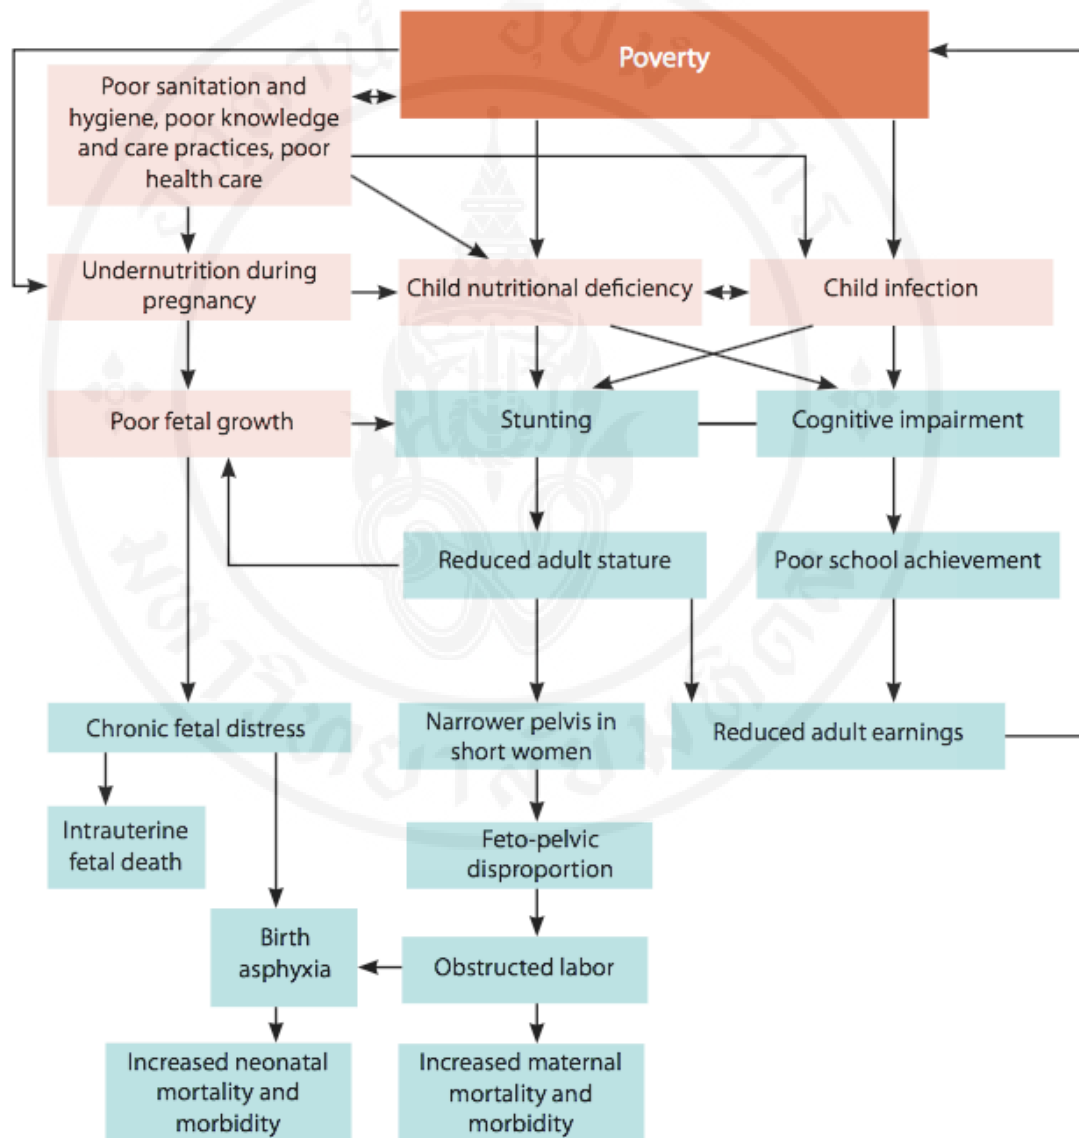 Poverty
Poor sanitation and
hygiene, poor knowledge
and care practices, poor
health care
Undernutrition during
pregnancy
Child nutritional deficiency
Child infection
Poor fetal growth
Stunting
Cognitive impairment
Reduced adult stature
Poor school achievement
Chronic fetal distress
Narrower pelvis in
short women
Reduced adult earnings
Intrauterine
fetal death
Feto-pelvic
disproportion
Birth
asphyxia
Obstructed labor
Increased neonatal
mortality and
morbidity
Increased maternal
mortality and
morbidity